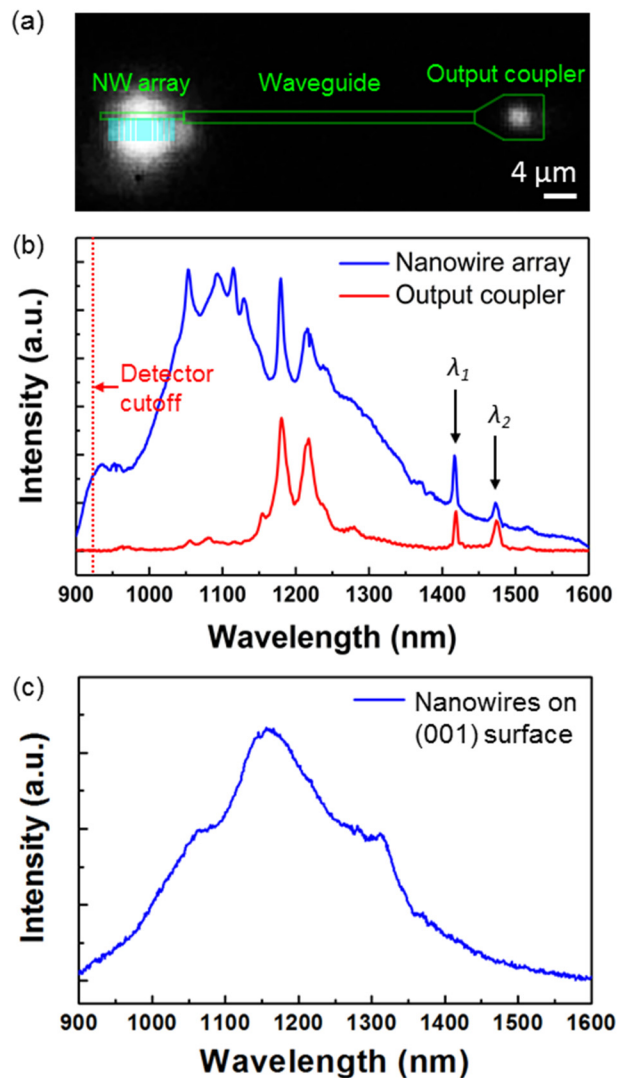 (a)
NW array
Waveguide
Output coupler
4 µm
(b)
Nanowire array
Output coupler
Detector
cutoff
λ1
λ2
Intensity (a.u.)
900 1000 1100 1200 1300 1400 1500 1600
Wavelength (nm)
(c)
Nanowires on
(001) surface
Intensity (a.u.)
900 1000 1100 1200 1300 1400 1500 1600
Wavelength (nm)